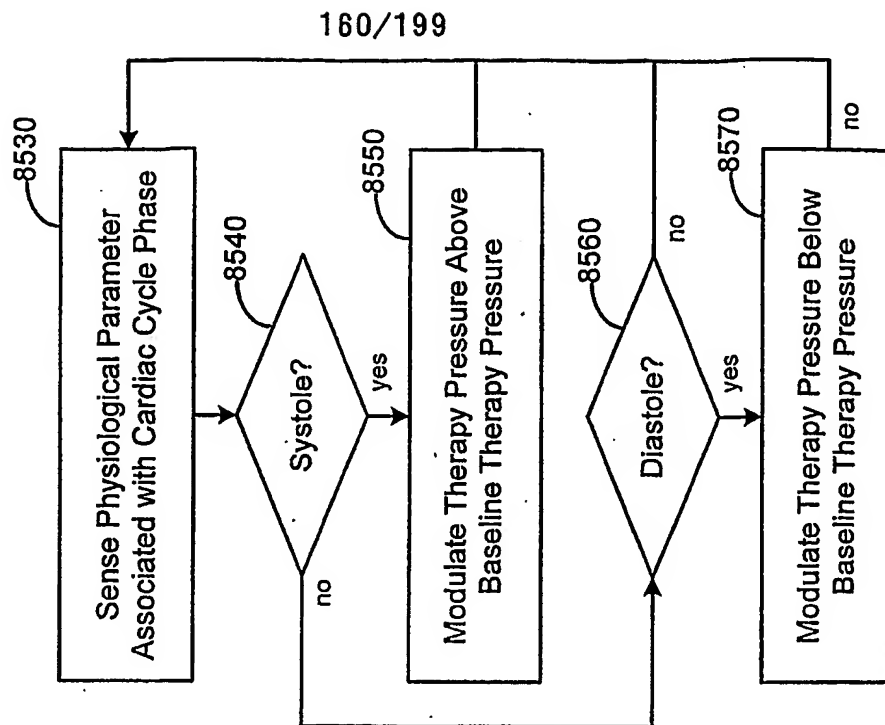 160/199
8530
Sense Physiological Parameter
Associated with Cardiac Cycle Phase
8540
Systole?
yes
no
8550
Modulate Therapy Pressure Above
Baseline Therapy Pressure
8560
Diastole?
no
yes
8570
Modulate Therapy Pressure Below
Baseline Therapy Pressure
no